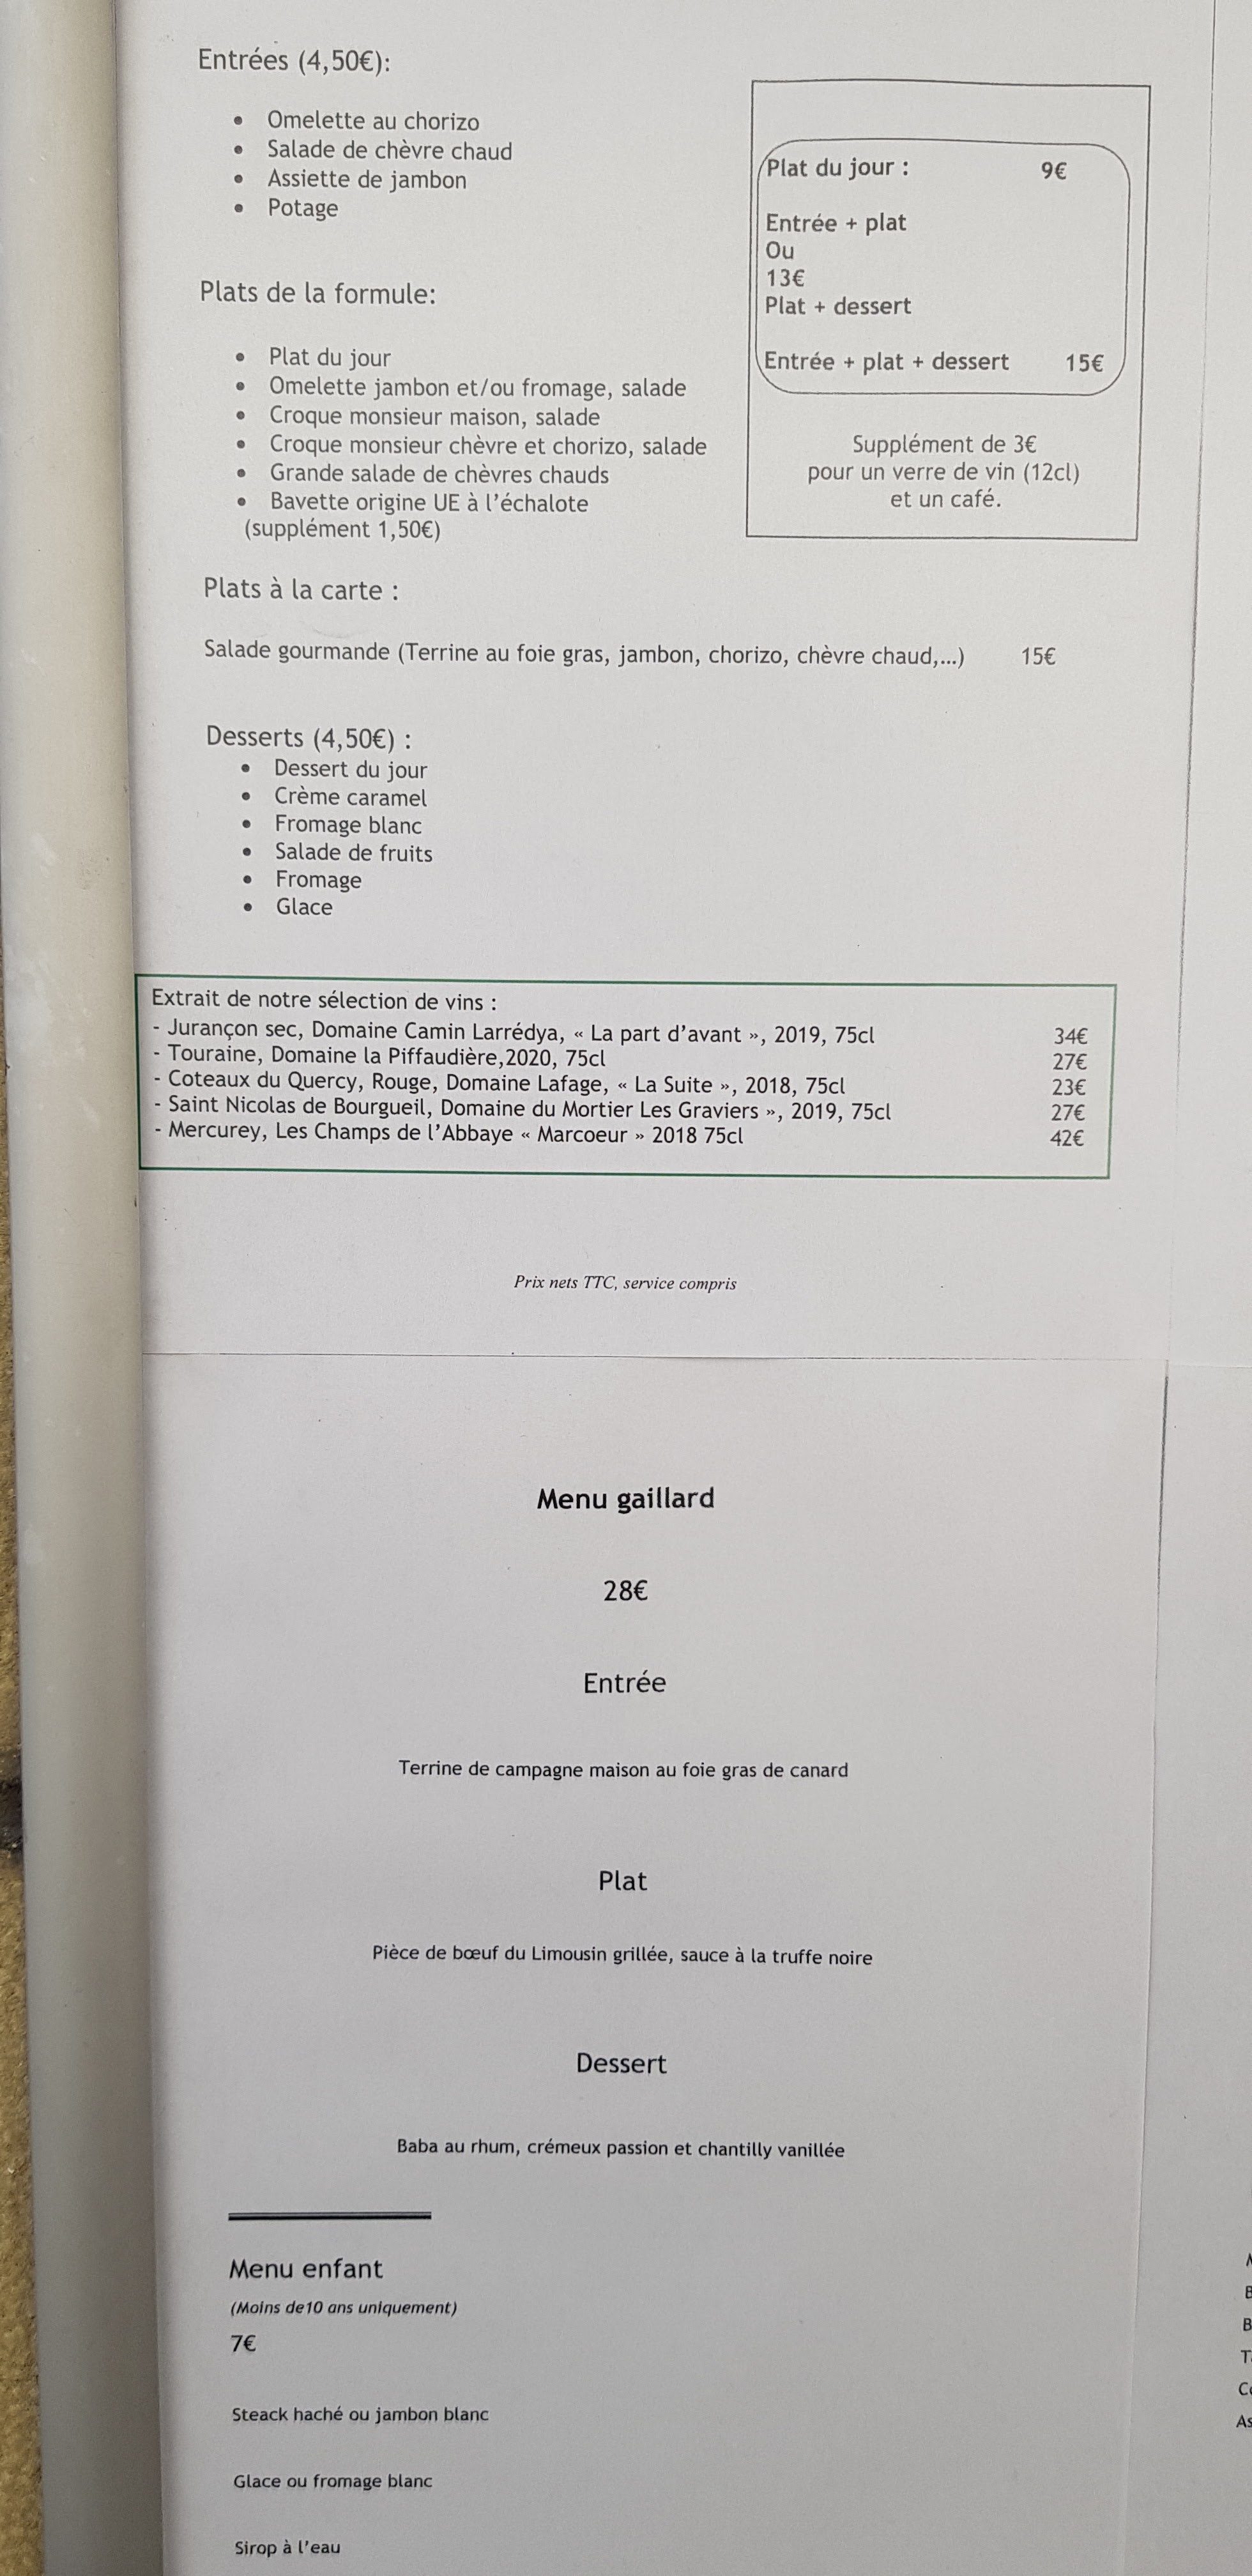 Entrées (4,50€):
• Omelette au chorizo
• Salade de chèvre chaud
• Assiette de jambon
• Potage
Plat du jour : 9€
Entrée + plat
Ou
13€
Plat + dessert
Entrée + plat + dessert 15€
Supplément de 3€
pour un verre de vin (12cl)
et un café.
Plats de la formule:
• Plat du jour
• Omelette jambon et/ou fromage, salade
• Croque monsieur maison, salade
• Croque monsieur chèvre et chorizo, salade
• Grande salade de chèvres chauds
• Bavette origine UE à l'échalote
(supplément 1,50€)
Plats à la carte :
Salade gourmande (Terrine au foie gras, jambon, chorizo, chèvre chaud,...) 15€
Desserts (4,50€) :
• Dessert du jour
• Crème caramel
• Fromage blanc
• Salade de fruits
• Fromage
• Glace
Extrait de notre sélection de vins :
- Jurançon sec, Domaine Camin Larrédya, « La part d'avant », 2019, 75cl 34€
- Touraine, Domaine la Piffaudière,2020, 75cl 27€
- Coteaux du Quercy, Rouge, Domaine Lafage, « La Suite », 2018, 75cl 23€
- Saint Nicolas de Bourgueil, Domaine du Mortier Les Graviers », 2019, 75cl 27€
- Mercurey, Les Champs de l'Abbaye « Marcoeur » 2018 75cl 42€
Prix nets TTC, service compris
Menu gaillard
28€
Entrée
Terrine de campagne maison au foie gras de canard
Plat
Pièce de bœuf du Limousin grillée, sauce à la truffe noire
Dessert
Baba au rhum, crémeux passion et chantilly vanillée
Menu enfant
(Moins de10 ans uniquement)
7€
Steack haché ou jambon blanc
Glace ou fromage blanc
Sirop à l'eau